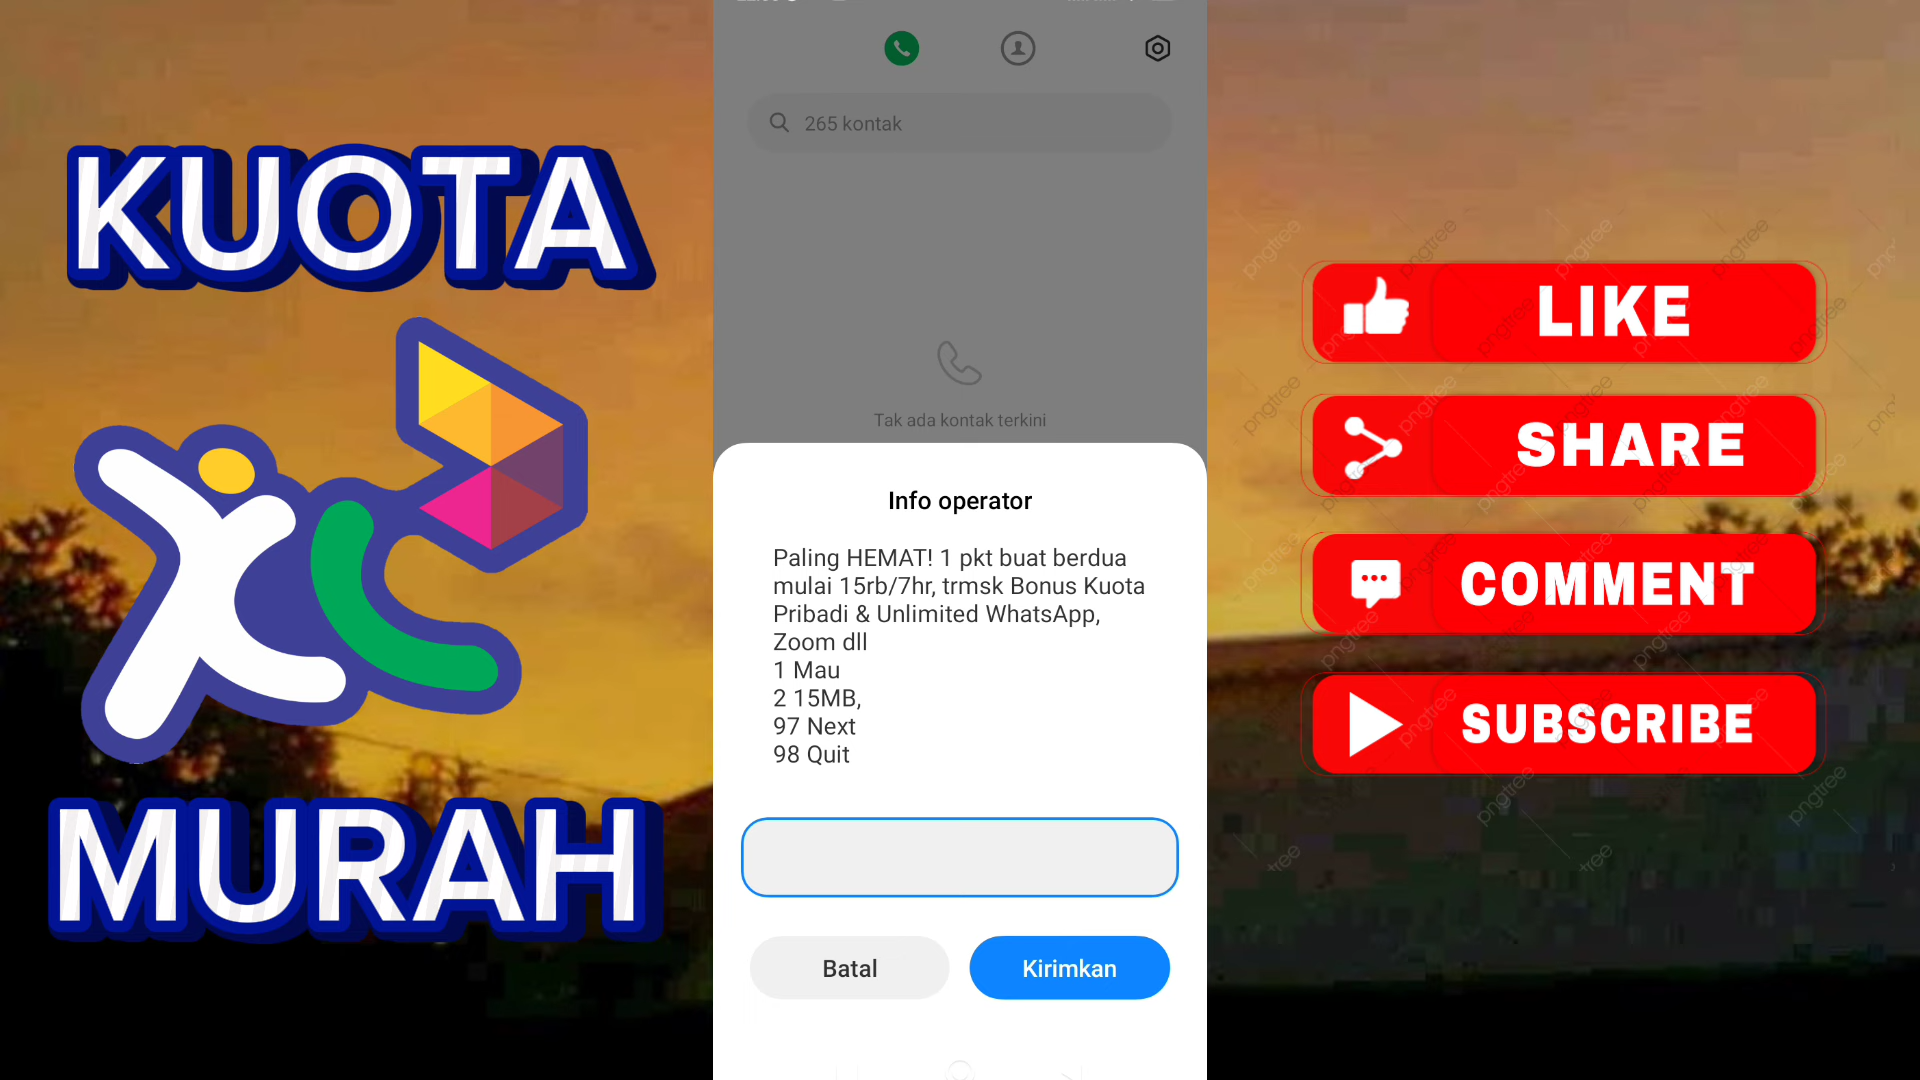 KUOTA
XL
MURAH
265 kontak
Tak ada kontak terkini
Info operator
Paling HEMAT! 1 pkt buat berdua
mulai 15rb/7hr, trmsk Bonus Kuota
Pribadi & Unlimited WhatsApp,
Zoom dll
1 Mau
2 15MB,
97 Next
98 Quit
Batal
Kirimkan
LIKE
SHARE
COMMENT
SUBSCRIBE
pngtree